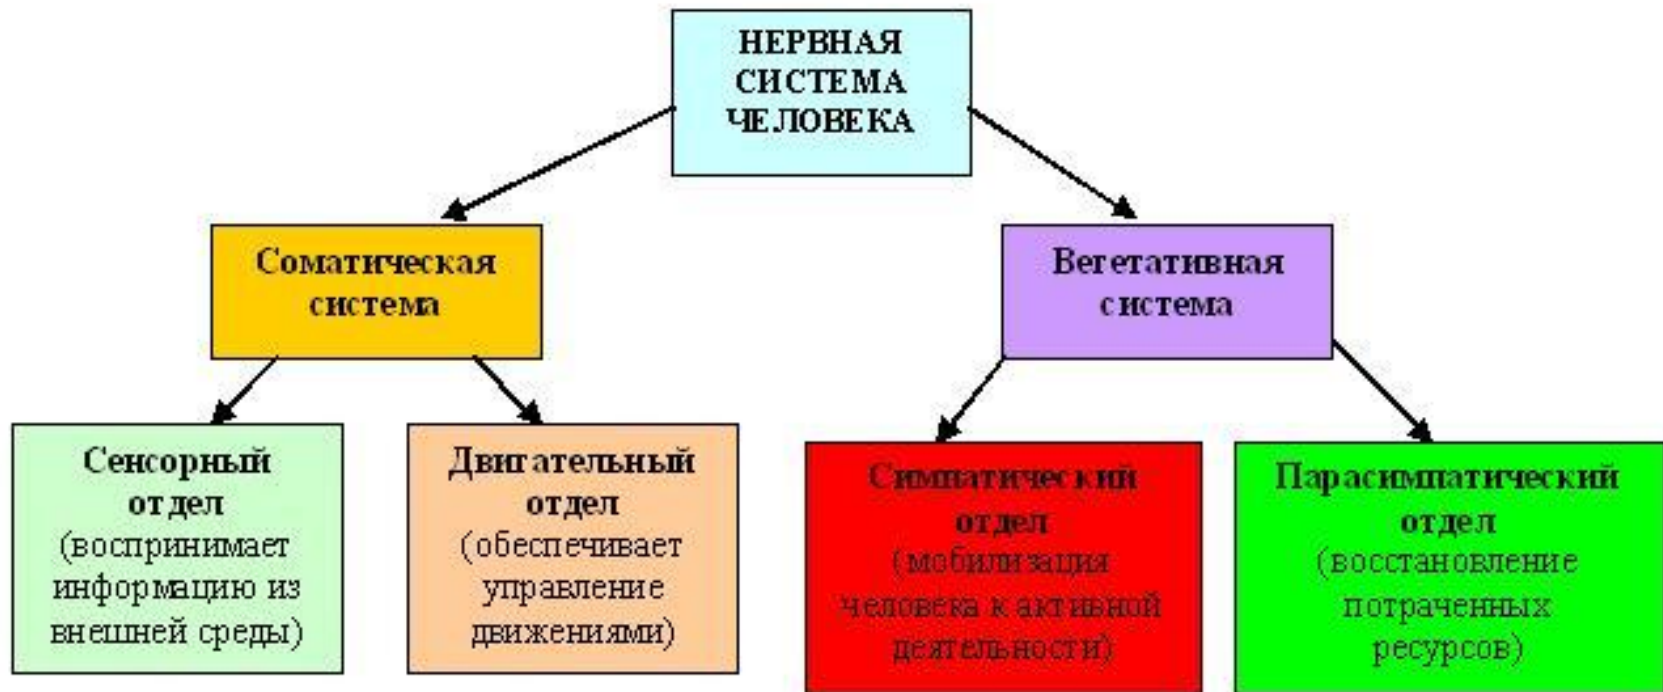 НЕРВНАЯ
СИСТЕМА
ЧЕЛОВЕКА
Соматическая
система
Вегетативная
система
Сенсорный
отдел
(воспринимает
информацию из
внешней среды)
Двигательный
отдел
(обеспечивает
управление
движениями)
Симпатический
отдел
(мобилизация
человека к активной
деятельности)
Парасимпатический
отдел
(восстановление
потраченных
ресурсов)